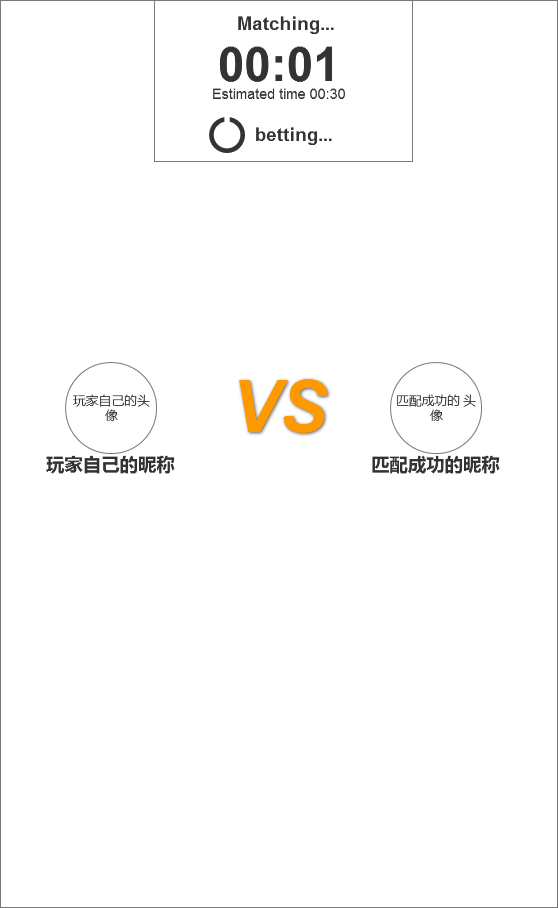 Matching...
00:01
Estimated time 00:30
betting...
玩家自己的头
像
VS
匹配成功的 头
像
玩家自己的昵称
匹配成功的昵称